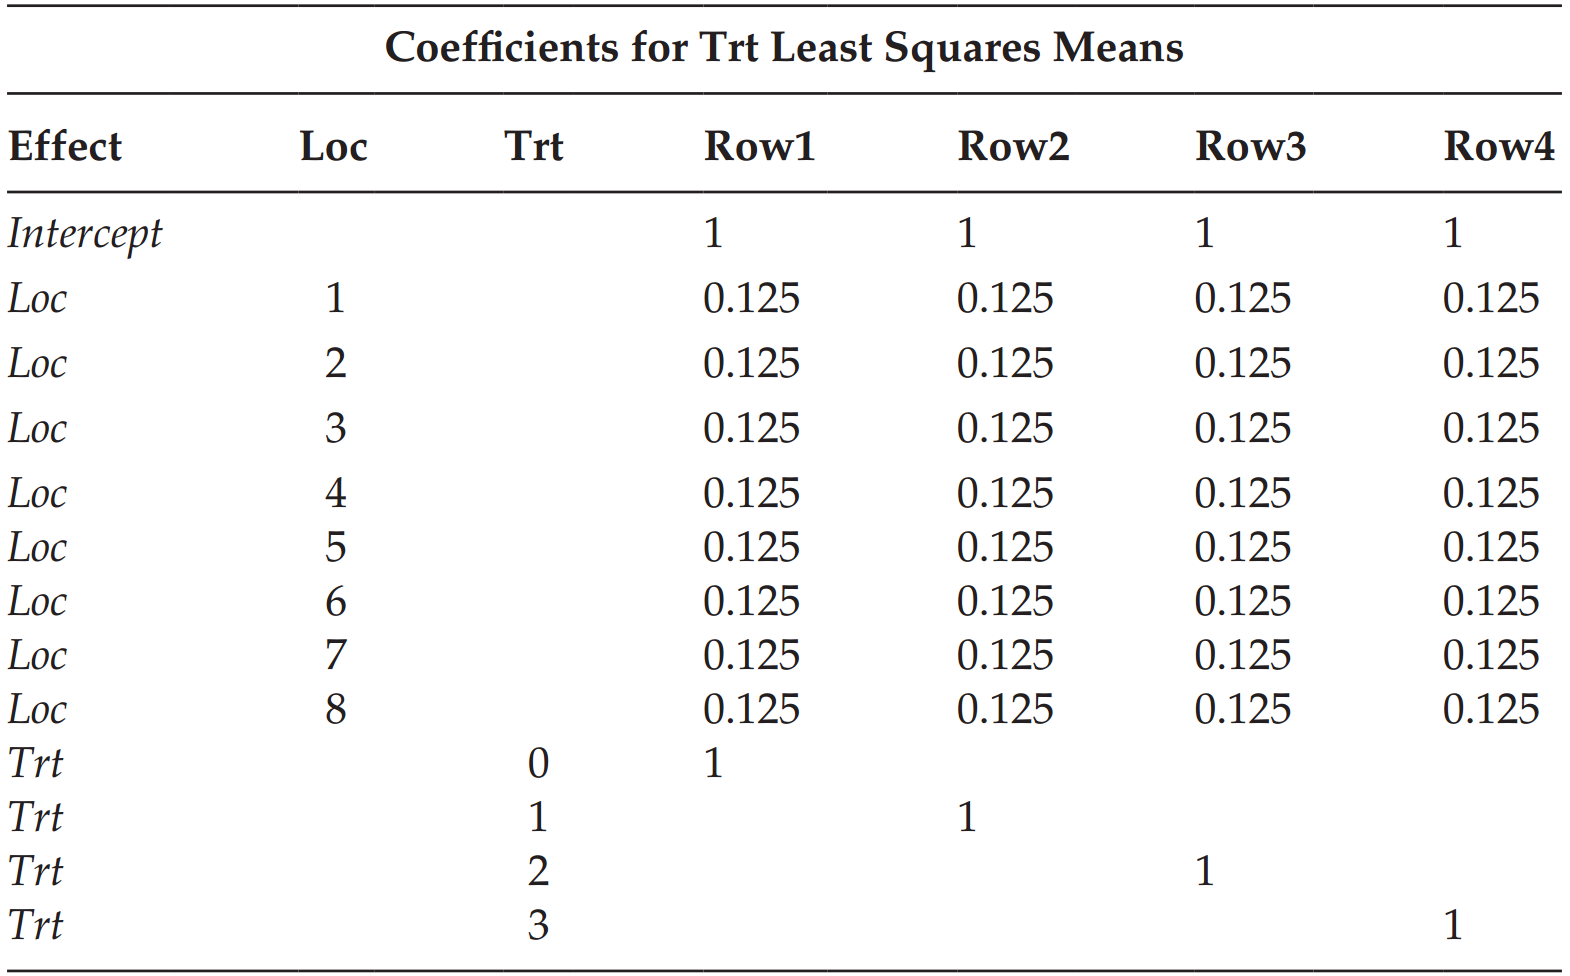 Coefficients for Trt Least Squares Means
Effect Loc Trt Row1 Row2 Row3 Row4
Intercept 1 1 1 1
Loc 1 0.125 0.125 0.125 0.125
Loc 2 0.125 0.125 0.125 0.125
Loc 3 0.125 0.125 0.125 0.125
Loc 4 0.125 0.125 0.125 0.125
Loc 5 0.125 0.125 0.125 0.125
Loc 6 0.125 0.125 0.125 0.125
Loc 7 0.125 0.125 0.125 0.125
Loc 8 0.125 0.125 0.125 0.125
Trt 0 1
Trt 1 1
Trt 2 1
Trt 3 1